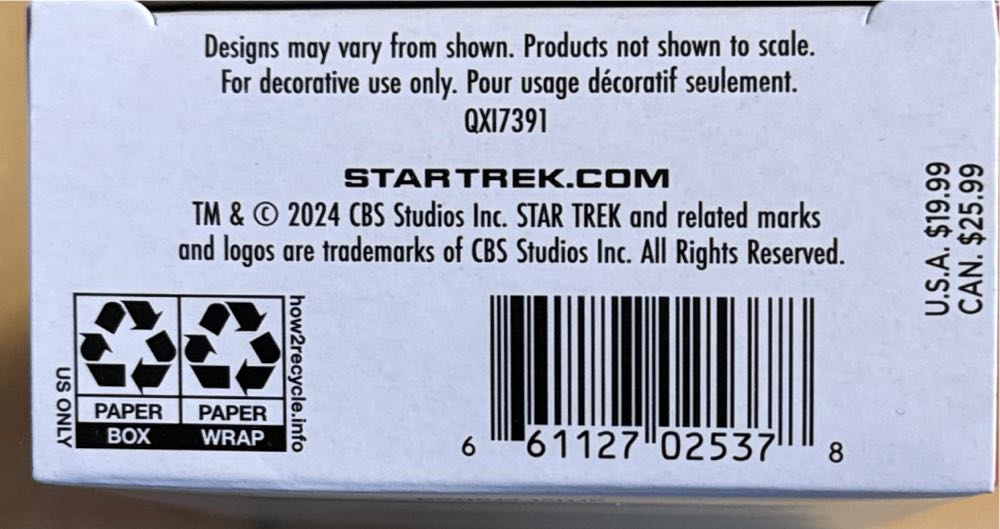 Designs may vary from shown. Products not shown to scale.
For decorative use only. Pour usage décoratif seulement.
QXI7391
STARTREK.COM
TM & © 2024 CBS Studios Inc. STAR TREK and related marks
and logos are trademarks of CBS Studios Inc. All Rights Reserved.
U.S.A. $19.99
CAN. $25.99
US ONLY
PAPER
BOX
PAPER
WRAP
how2recycle.info
6 61127 02537 8